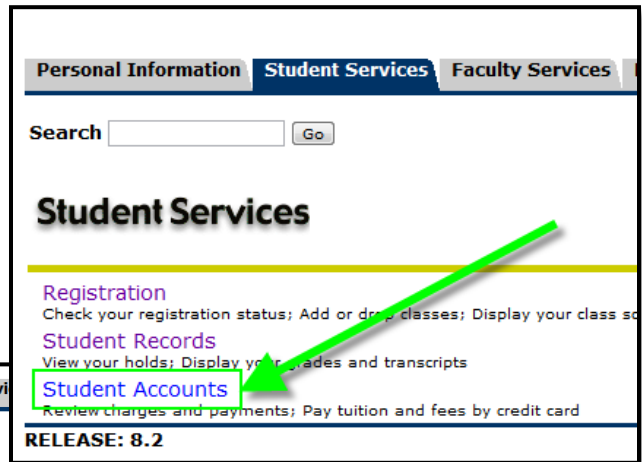 Personal Information Student Services Faculty Services
Search Go
Student Services
Registration
Check your registration status; Add or drop classes; Display your class
Student Records
View your holds; Display your grades and transcripts
Student Accounts
Review charges and payments; Pay tuition and fees by credit card
RELEASE: 8.2